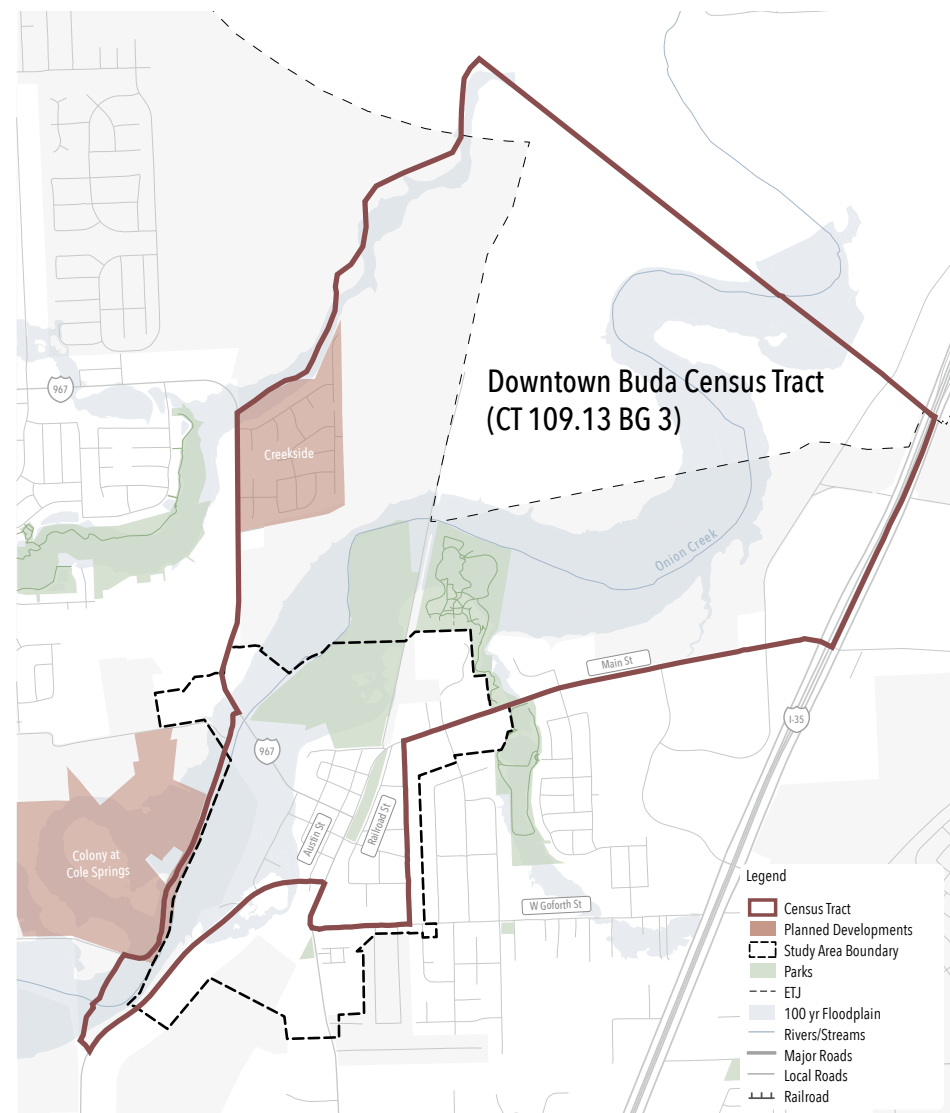 967
Downtown Buda Census Tract
(CT 109.13 BG 3)
Creekside
Onion Creek
Main St
I-35
967
Railroad St
Austin St
Colony at
Cole Springs
W Goforth St
Legend
Census Tract
Planned Developments
Study Area Boundary
Parks
ETJ
100 yr Floodplain
Rivers/Streams
Major Roads
Local Roads
Railroad